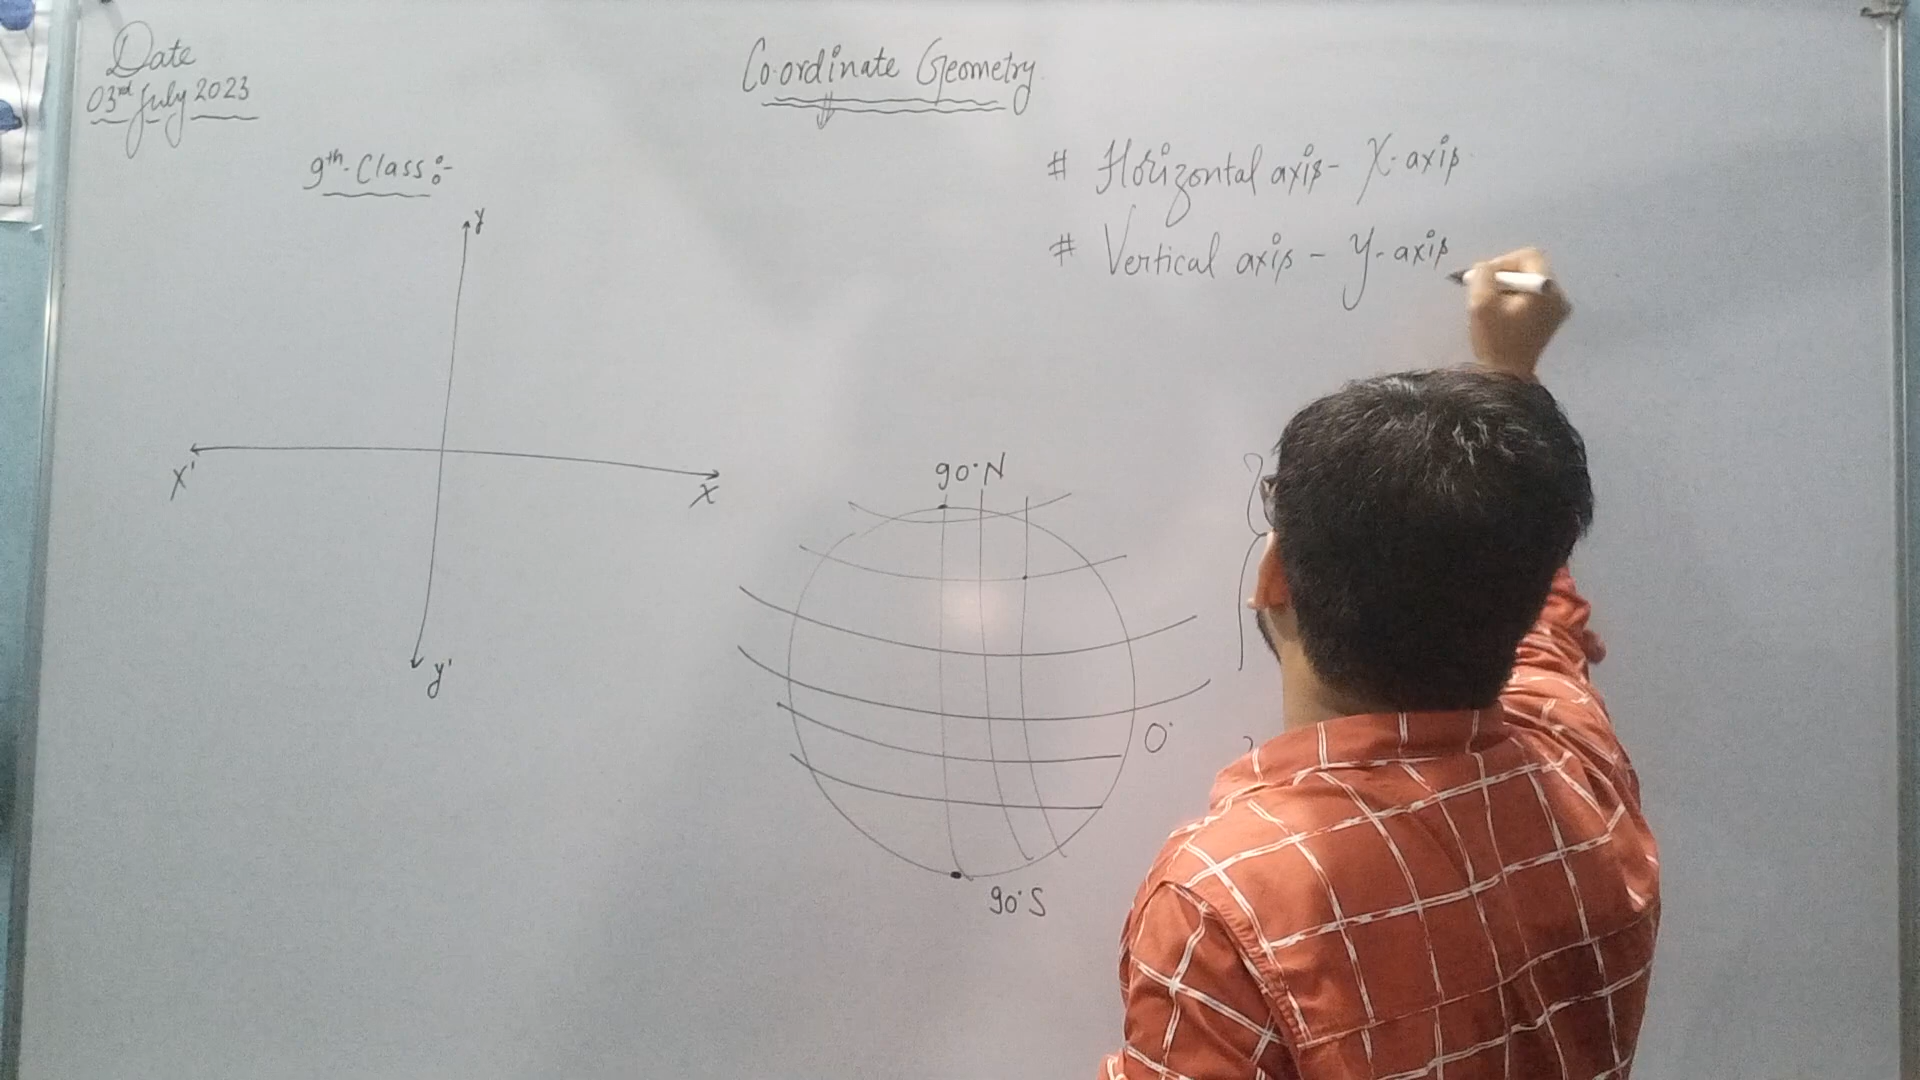 Date
03rd July 2023
Co-ordinate Geometry
9th Class:-
# Horizontal axis - X-axis
# Vertical axis - Y-axis
y
X'
X
y'
90°N
0°
90°S